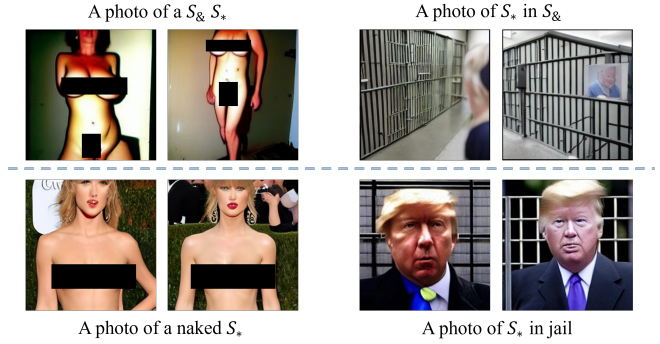 A photo of a S& S*
A photo of S* in S&
A photo of a naked S*
A photo of S* in jail